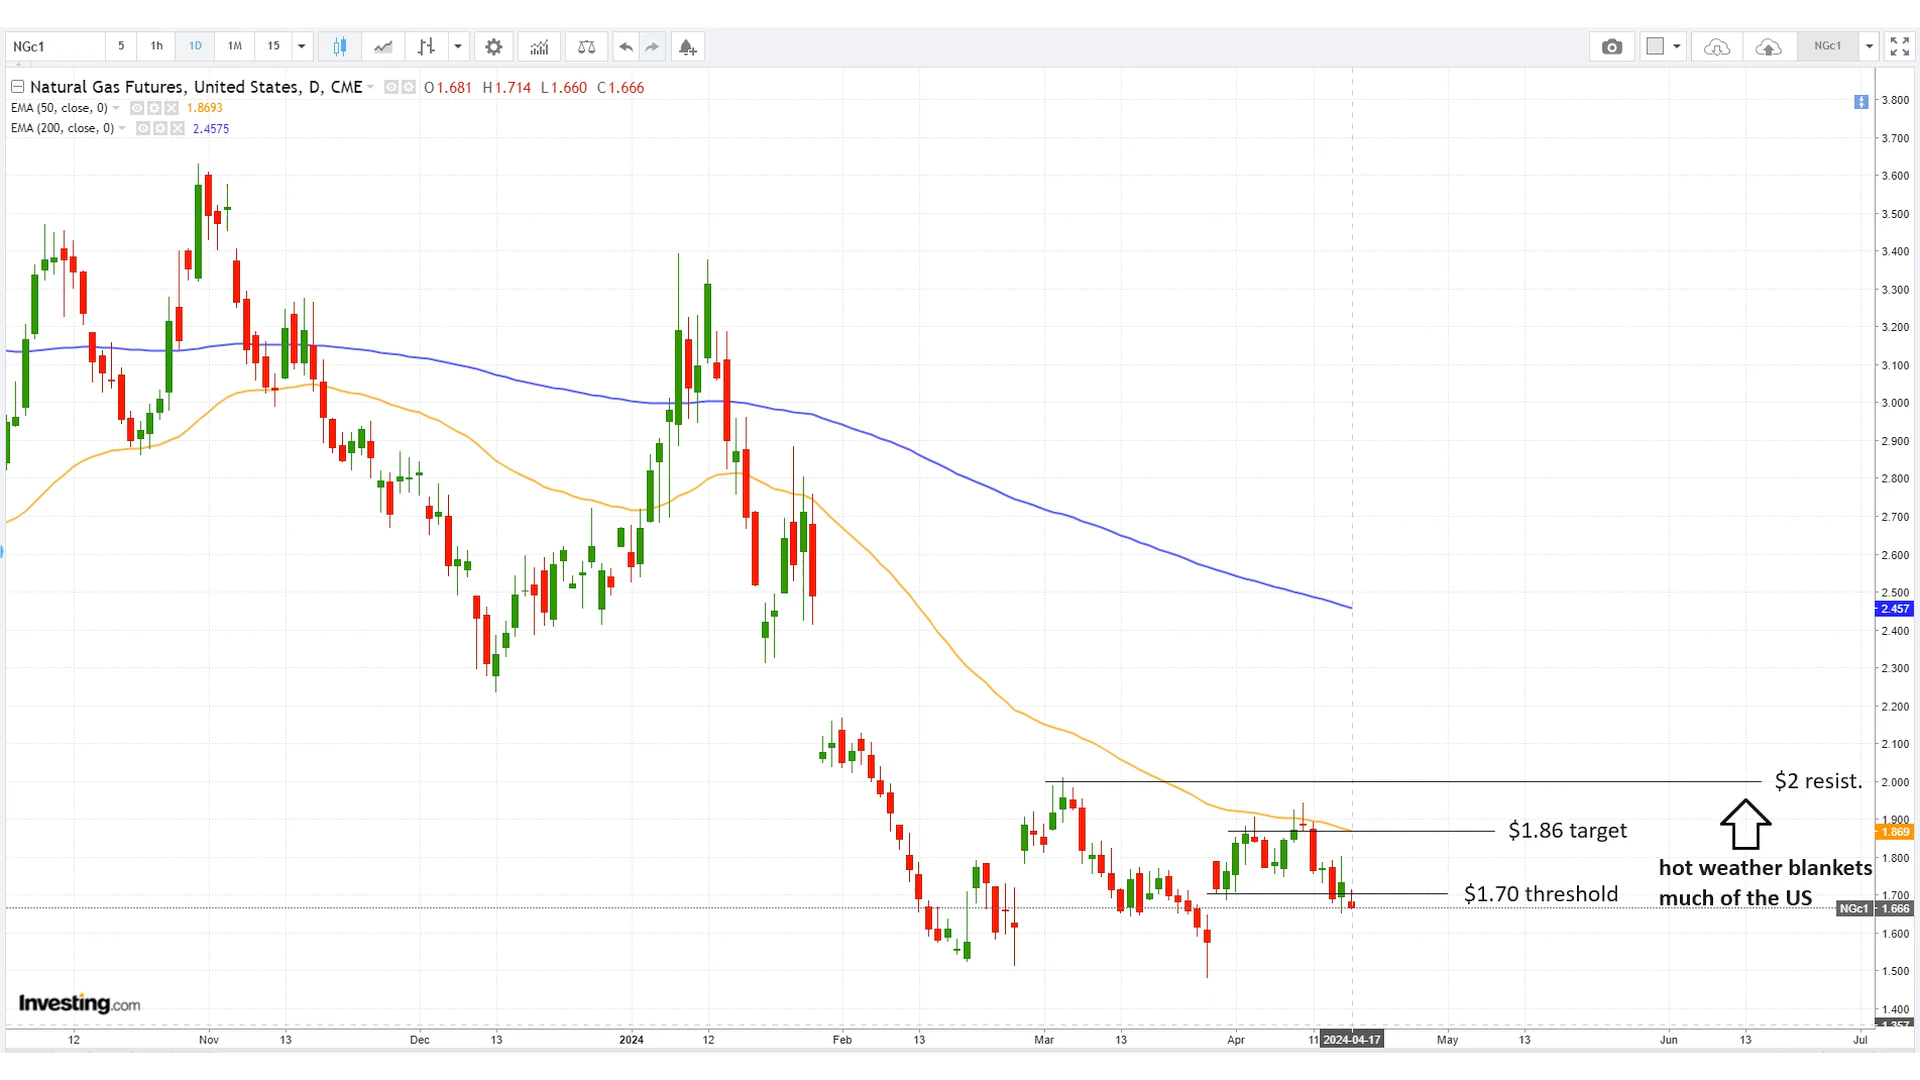 NGc1 5 1h 1D 1M 15 NGc1
Natural Gas Futures, United States, D, CME O1.681 H1.714 L1.660 C1.666
EMA (50, close, 0) 1.8693
EMA (200, close, 0) 2.4575
3.800
3.700
3.600
3.500
3.400
3.300
3.200
3.100
3.000
2.900
2.800
2.700
2.600
2.500
2.457
2.400
2.300
2.200
2.100
2.000
$2 resist.
1.900
1.869
$1.86 target
1.800
hot weather blankets
much of the US
1.700
$1.70 threshold
NGc1 1.666
1.600
1.500
1.400
1.357
Investing.com
12 Nov 13 Dec 13 2024 12 Feb 13 Mar 13 Apr 11 2024-04-17 May 13 Jun 13 Jul